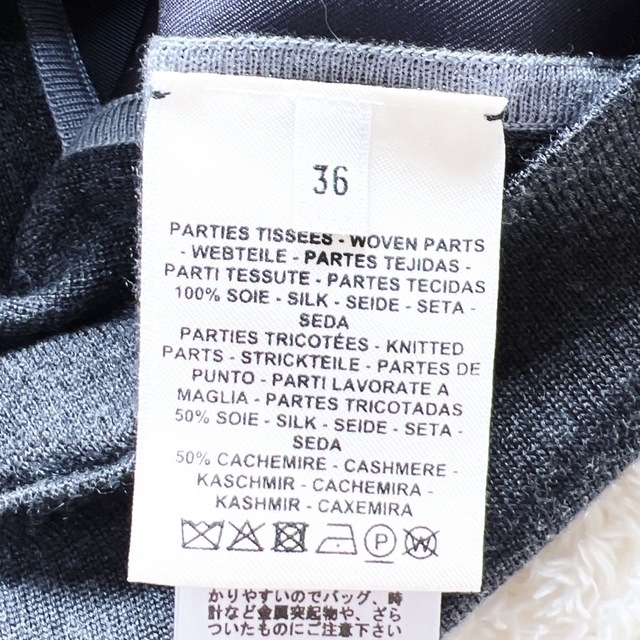 36
PARTIES TISSÉES - WOVEN PARTS
- WEBTEILE - PARTES TEJIDAS -
PARTI TESSUTE - PARTES TECIDAS
100% SOIE - SILK - SEIDE - SETA -
SEDA
PARTIES TRICOTÉES - KNITTED
PARTS - STRICKTEILE - PARTES DE
PUNTO - PARTI LAVORATE A
MAGLIA - PARTES TRICOTADAS
50% SOIE - SILK - SEIDE - SETA -
SEDA
50% CACHEMIRE - CASHMERE -
KASCHMIR - CACHEMIRA -
KASHMIR - CAXEMIRA
P
W
かりやすいのでバッグ、時
計など金属突起物や、ざら
ついたものにご注意下さい